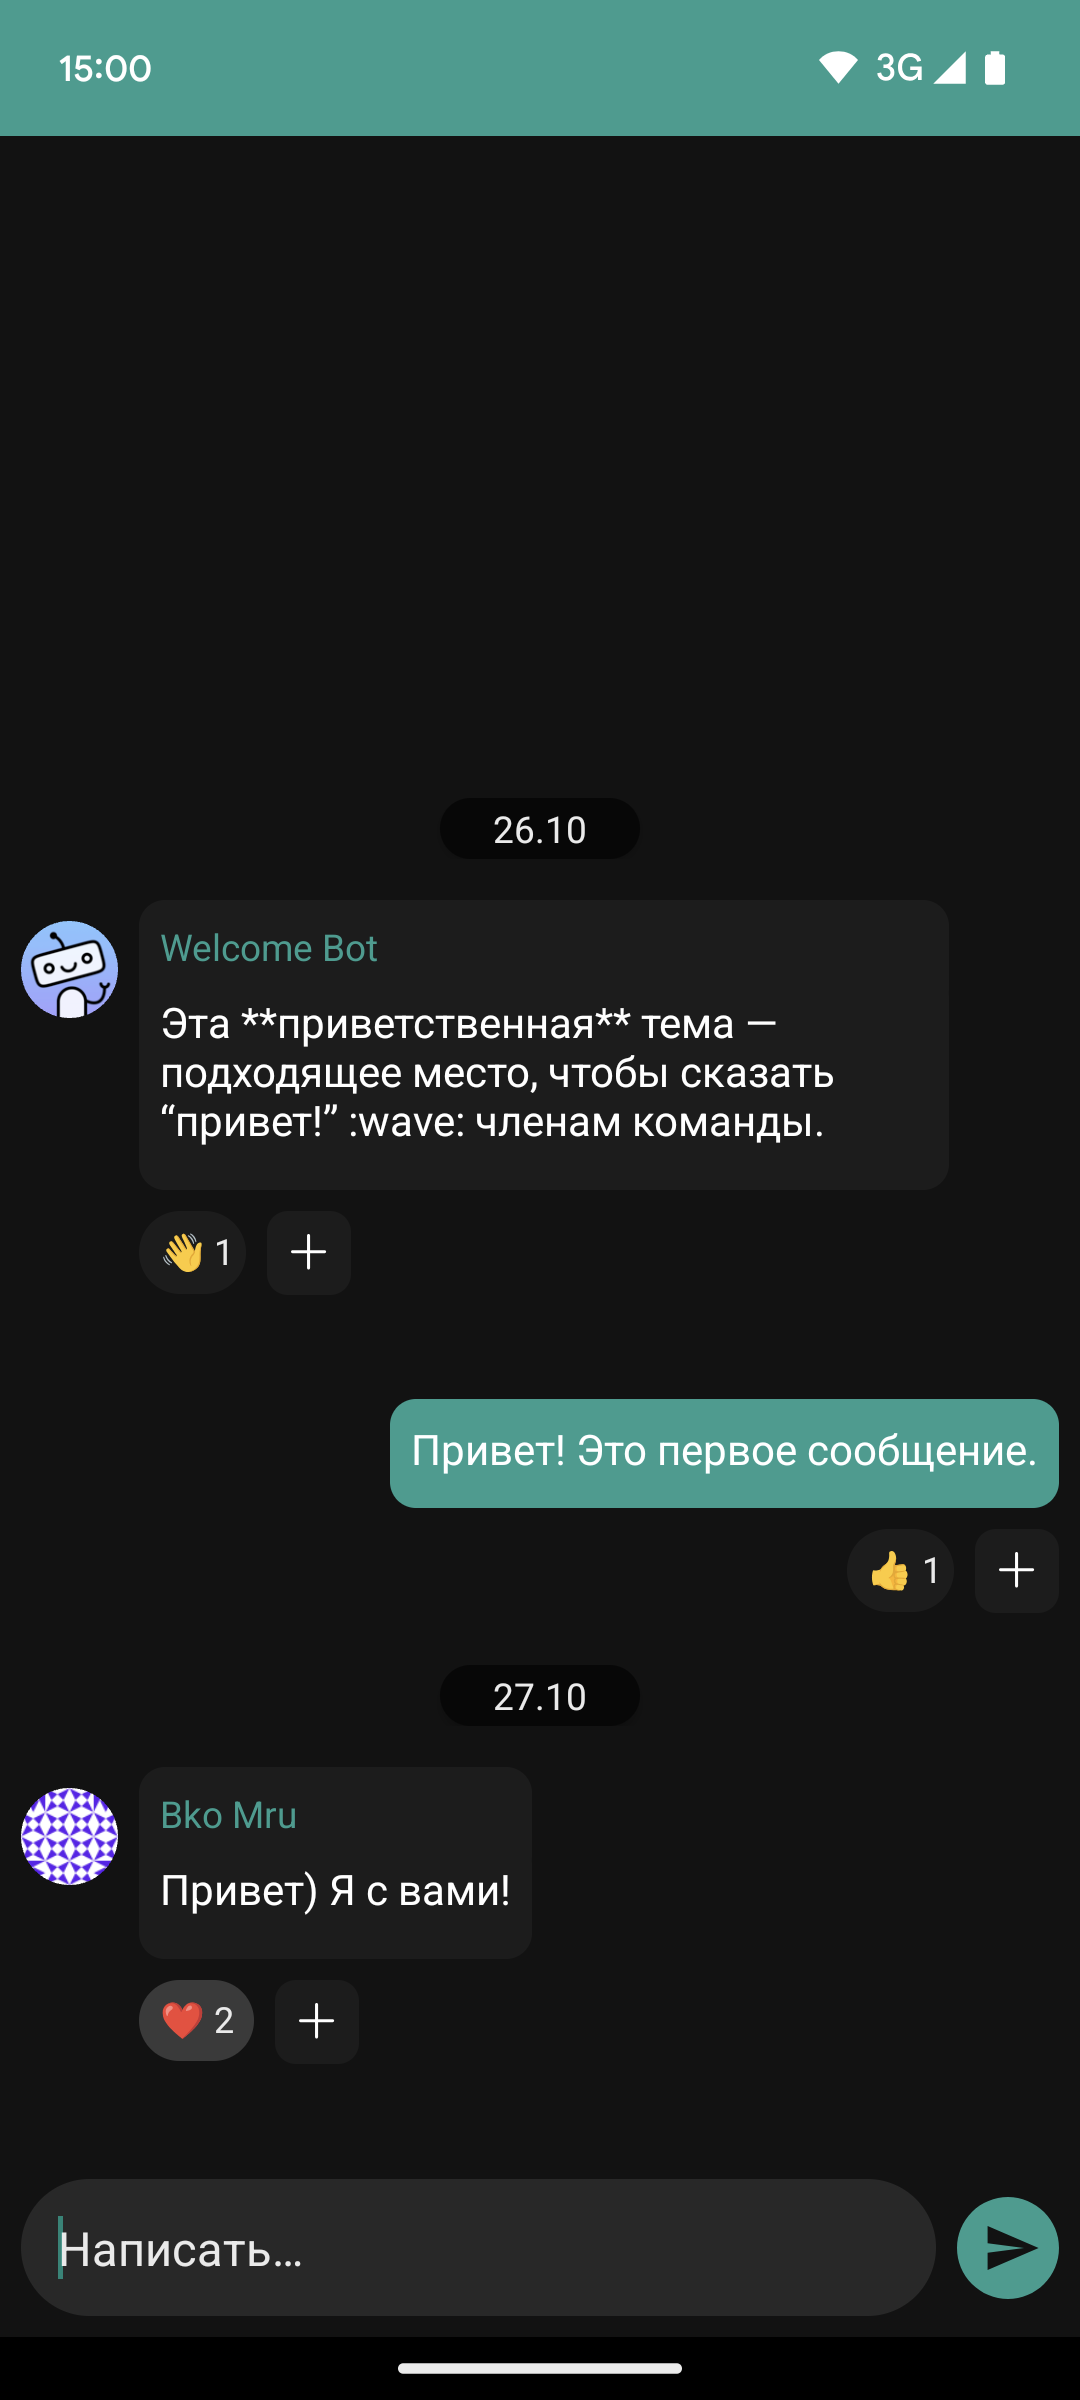 15:00 3G
26.10
Welcome Bot
Эта **приветственная** тема —
подходящее место, чтобы сказать
“привет!” :wave: членам команды.
1
Привет! Это первое сообщение.
1
27.10
Bko Mru
Привет) Я с вами!
2
Написать...